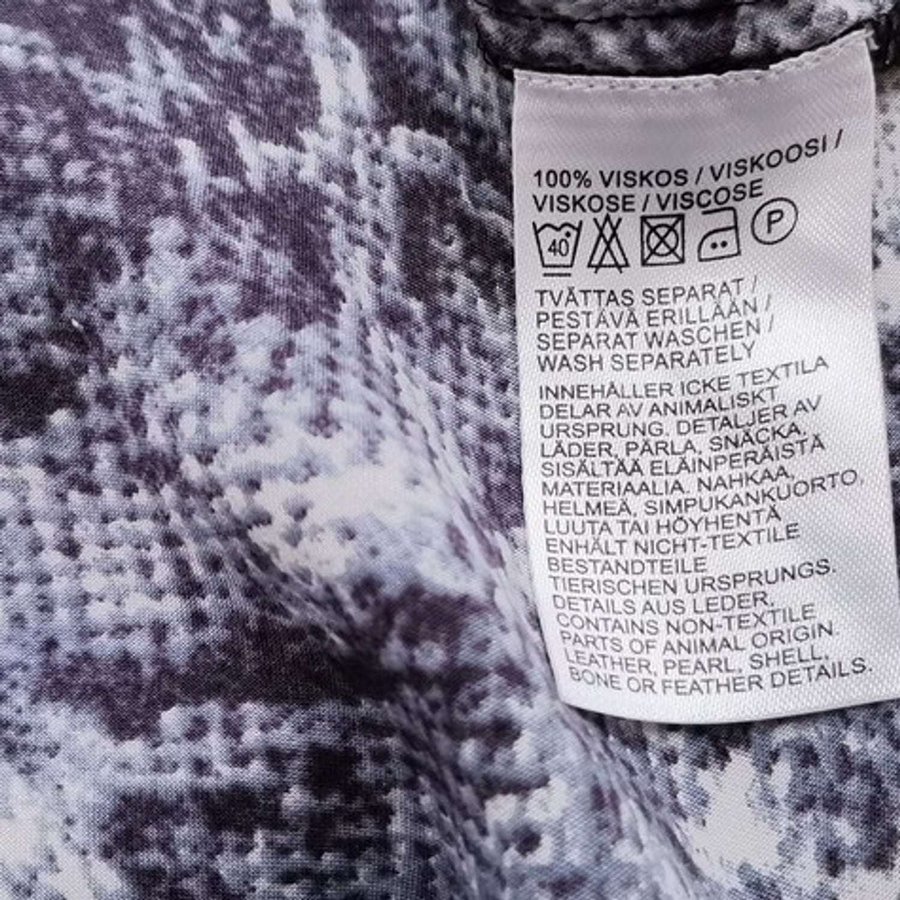 100% VISKOS / VISKOOSI /
VISKOSE / VISCOSE
40 P
TVÄTTAS SEPARAT /
PESTÄVÄ ERILLÄÄN /
SEPARAT WASCHEN /
WASH SEPARATELY
INNEHÅLLER ICKE TEXTILA
DELAR AV ANIMALISKT
URSPRUNG. DETALJER AV
LÄDER, PÄRLA, SNÄCKA,
SISÄLTÄÄ ELÄINPERÄISTÄ
MATERIAALIA, NAHKAA,
HELMEÄ, SIMPUKANKUORTO,
LUUTA TAI HÖYHENTÄ
ENHÄLT NICHT-TEXTILE
BESTANDTEILE
TIERISCHEN URSPRUNGS.
DETAILS AUS LEDER,
CONTAINS NON-TEXTILE
PARTS OF ANIMAL ORIGIN.
LEATHER, PEARL, SHELL,
BONE OR FEATHER DETAILS.